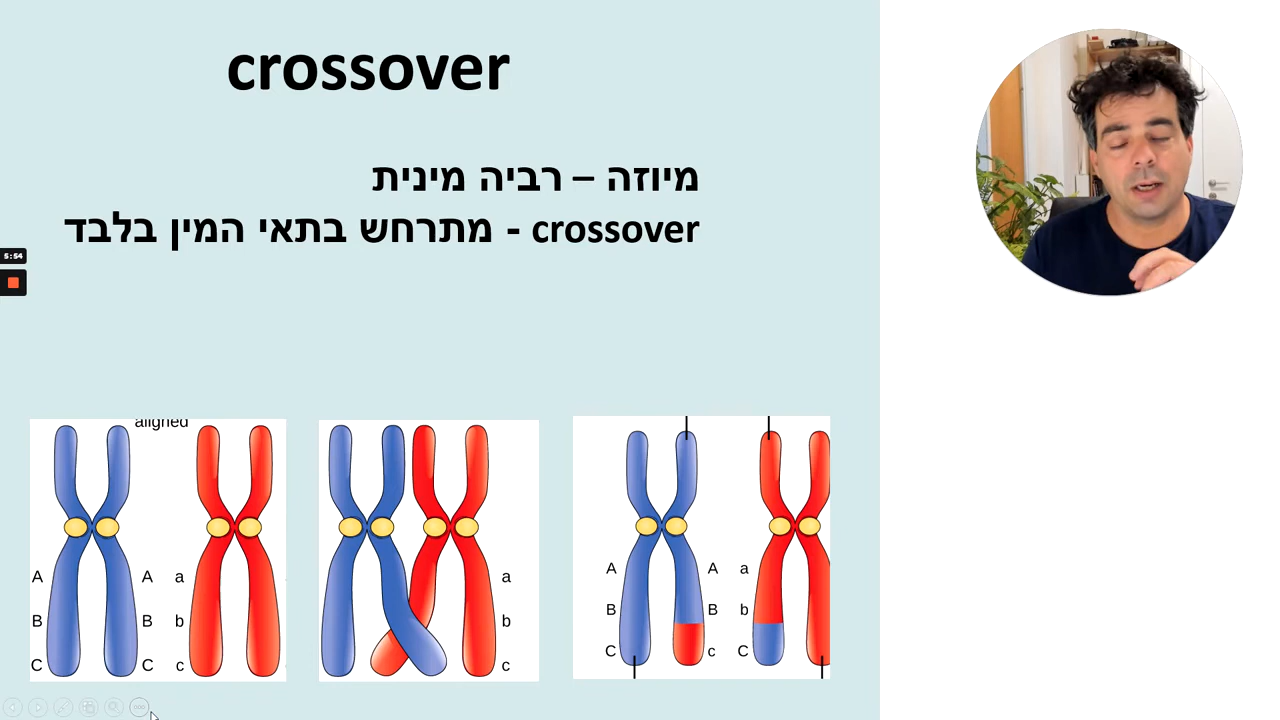 crossover
מיוזה – רביה מינית
crossover - מתרחש בתאי המין בלבד
5:54
aligned
A A a
B B b
C C c
a
b
c
A A a
B B b
C c C